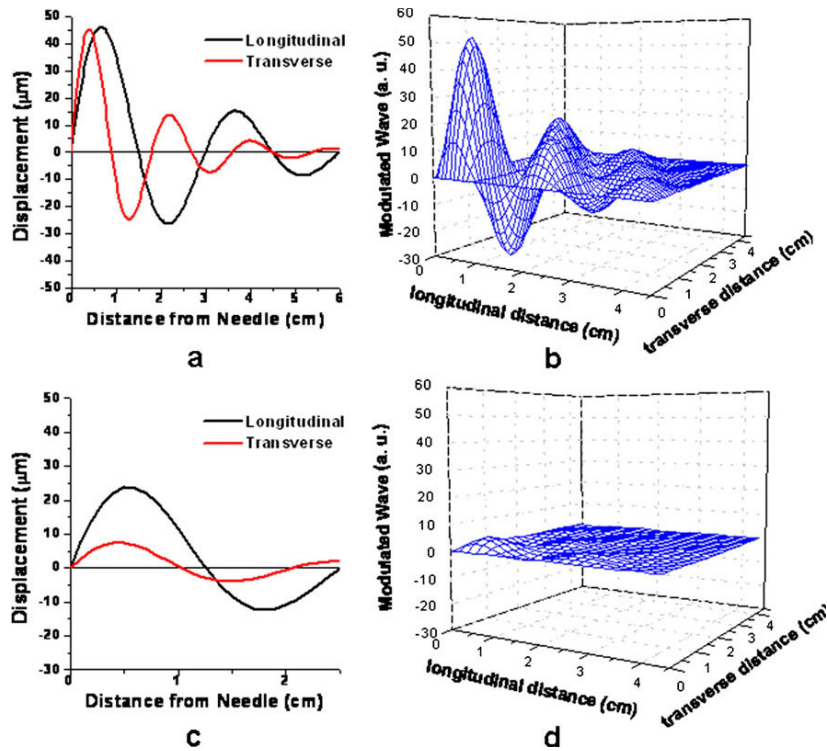 50
40
30
20
10
0
10
20
30
40
50
Displacement (µm)
Longitudinal
Transverse
0 1 2 3 4 5 6
Distance from Needle (cm)
a
60
50
40
30
20
10
0
-10
-20
-30
Modulated Wave (a. u.)
0 1 2 3 4
longitudinal distance (cm)
0 1 2 3 4
transverse distance (cm)
b
50
40
30
20
10
0
-10
-20
-30
Displacement (µm)
Longitudinal
Transverse
0 1 2
Distance from Needle (cm)
c
60
50
40
30
20
10
0
-10
-20
-30
Modulated Wave (a. u.)
0 1 2 3 4
longitudinal distance (cm)
0 1 2 3 4
transverse distance (cm)
d